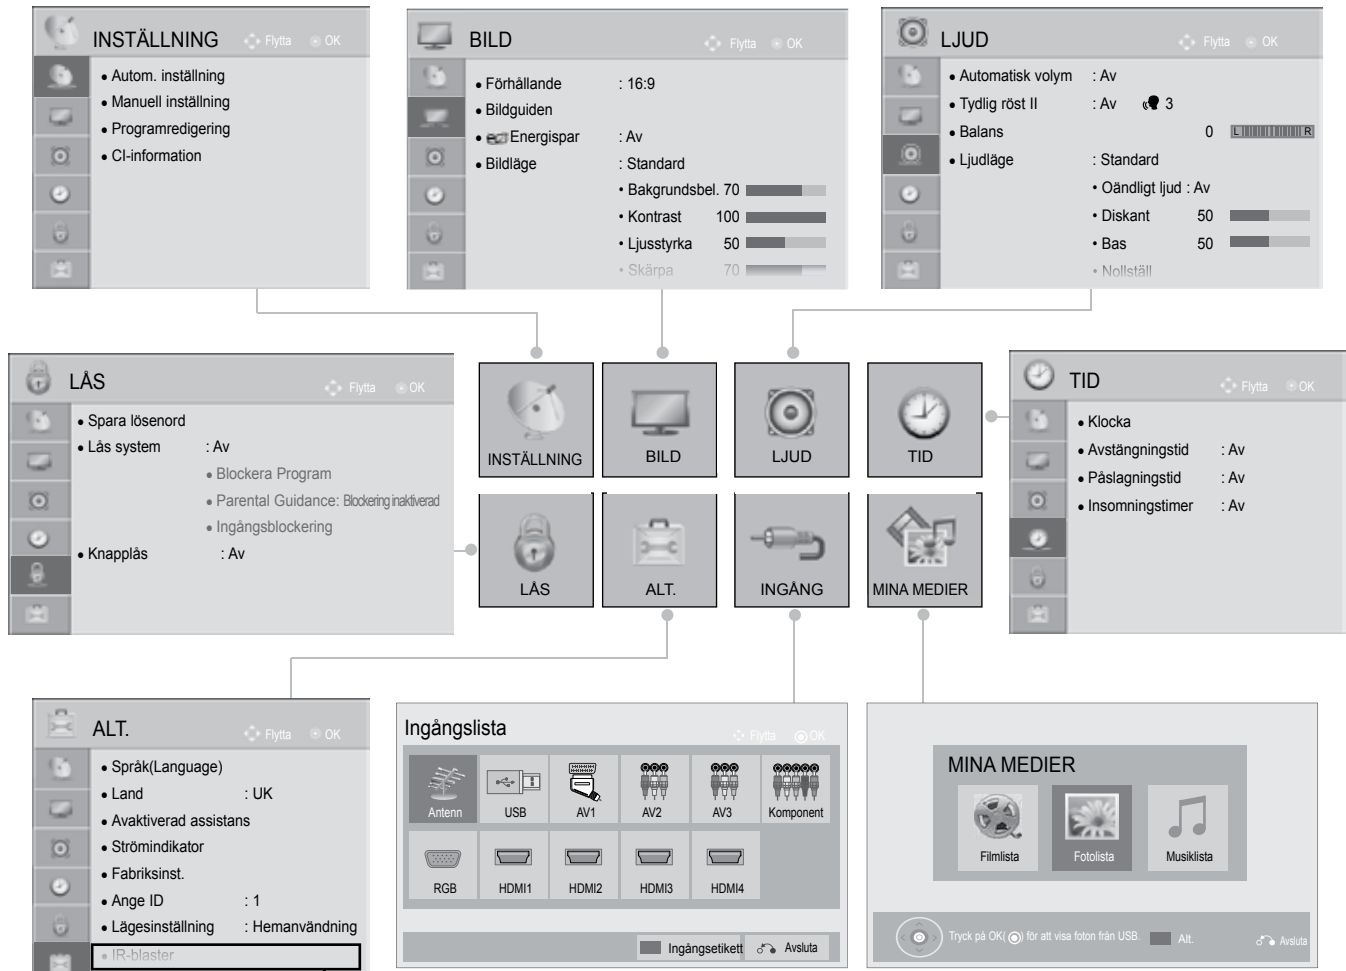 INSTÄLLNING
Flytta OK
• Autom. inställning
• Manuell inställning
• Programredigering
• CI-information
BILD
Flytta OK
• Förhållande : 16:9
• Bildguiden
• Energispar : Av
• Bildläge : Standard
• Bakgrundsbel. 70
• Kontrast 100
• Ljusstyrka 50
• Skärpa 70
LJUD
Flytta OK
• Automatisk volym : Av
• Tydlig röst II : Av 3
• Balans 0 L R
• Ljudläge : Standard
• Oändligt ljud : Av
• Diskant 50
• Bas 50
• Nollställ
LÅS
Flytta OK
• Spara lösenord
• Lås system : Av
• Blockera Program
• Parental Guidance: Blockering inaktiverad
• Ingångsblockering
• Knapplås : Av
INSTÄLLNING
BILD
LJUD
TID
LÅS
ALT.
INGÅNG
MINA MEDIER
TID
Flytta OK
• Klocka
• Avstängningstid : Av
• Påslagningstid : Av
• Insomningstimer : Av
ALT.
Flytta OK
• Språk(Language)
• Land : UK
• Avaktiverad assistans
• Strömindikator
• Fabriksinst.
• Ange ID : 1
• Lägesinställning : Hemanvändning
• IR-blaster
Ingångslista
Flytta OK
Antenn USB AV1 AV2 AV3 Komponent
RGB HDMI1 HDMI2 HDMI3 HDMI4
Ingångsetikett Avsluta
MINA MEDIER
Filmlista Fotolista Musiklista
Tryck på OK( ) för att visa foton från USB. Alt. Avsluta